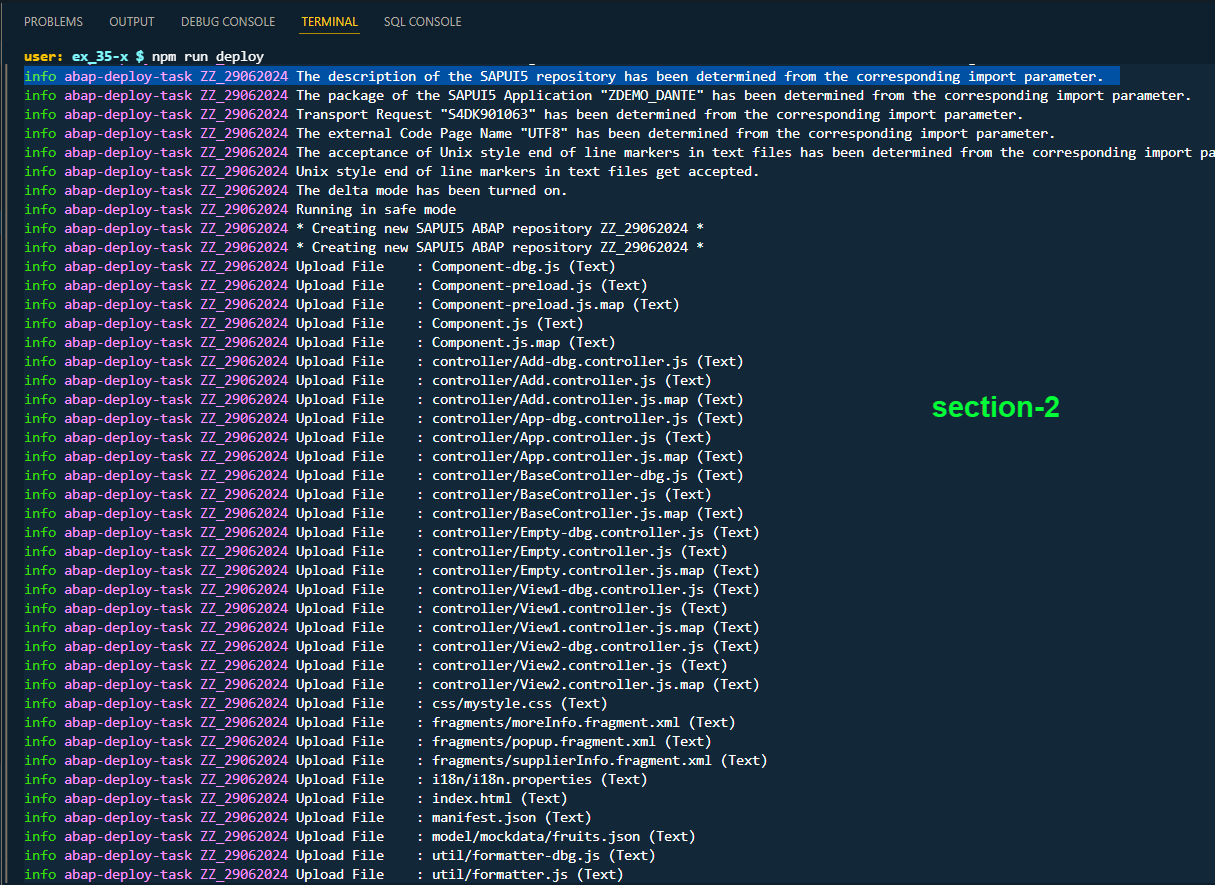 PROBLEMS OUTPUT DEBUG CONSOLE TERMINAL SQL CONSOLE
user: ex_35-x $ npm run deploy
info abap-deploy-task ZZ_29062024 The description of the SAPUI5 repository has been determined from the corresponding import parameter.
info abap-deploy-task ZZ_29062024 The package of the SAPUI5 Application "ZDEMO_DANTE" has been determined from the corresponding import parameter.
info abap-deploy-task ZZ_29062024 Transport Request "S4DK901063" has been determined from the corresponding import parameter.
info abap-deploy-task ZZ_29062024 The external Code Page Name "UTF8" has been determined from the corresponding import parameter.
info abap-deploy-task ZZ_29062024 The acceptance of Unix style end of line markers in text files has been determined from the corresponding import pa
info abap-deploy-task ZZ_29062024 Unix style end of line markers in text files get accepted.
info abap-deploy-task ZZ_29062024 The delta mode has been turned on.
info abap-deploy-task ZZ_29062024 Running in safe mode
info abap-deploy-task ZZ_29062024 * Creating new SAPUI5 ABAP repository ZZ_29062024 *
info abap-deploy-task ZZ_29062024 * Creating new SAPUI5 ABAP repository ZZ_29062024 *
info abap-deploy-task ZZ_29062024 Upload File    : Component-dbg.js (Text)
info abap-deploy-task ZZ_29062024 Upload File    : Component-preload.js (Text)
info abap-deploy-task ZZ_29062024 Upload File    : Component-preload.js.map (Text)
info abap-deploy-task ZZ_29062024 Upload File    : Component.js (Text)
info abap-deploy-task ZZ_29062024 Upload File    : Component.js.map (Text)
info abap-deploy-task ZZ_29062024 Upload File    : controller/Add-dbg.controller.js (Text)
info abap-deploy-task ZZ_29062024 Upload File    : controller/Add.controller.js (Text)
info abap-deploy-task ZZ_29062024 Upload File    : controller/Add.controller.js.map (Text)
section-2
info abap-deploy-task ZZ_29062024 Upload File    : controller/App-dbg.controller.js (Text)
info abap-deploy-task ZZ_29062024 Upload File    : controller/App.controller.js (Text)
info abap-deploy-task ZZ_29062024 Upload File    : controller/App.controller.js.map (Text)
info abap-deploy-task ZZ_29062024 Upload File    : controller/BaseController-dbg.js (Text)
info abap-deploy-task ZZ_29062024 Upload File    : controller/BaseController.js (Text)
info abap-deploy-task ZZ_29062024 Upload File    : controller/BaseController.js.map (Text)
info abap-deploy-task ZZ_29062024 Upload File    : controller/Empty-dbg.controller.js (Text)
info abap-deploy-task ZZ_29062024 Upload File    : controller/Empty.controller.js (Text)
info abap-deploy-task ZZ_29062024 Upload File    : controller/Empty.controller.js.map (Text)
info abap-deploy-task ZZ_29062024 Upload File    : controller/View1-dbg.controller.js (Text)
info abap-deploy-task ZZ_29062024 Upload File    : controller/View1.controller.js (Text)
info abap-deploy-task ZZ_29062024 Upload File    : controller/View1.controller.js.map (Text)
info abap-deploy-task ZZ_29062024 Upload File    : controller/View2-dbg.controller.js (Text)
info abap-deploy-task ZZ_29062024 Upload File    : controller/View2.controller.js (Text)
info abap-deploy-task ZZ_29062024 Upload File    : controller/View2.controller.js.map (Text)
info abap-deploy-task ZZ_29062024 Upload File    : css/mystyle.css (Text)
info abap-deploy-task ZZ_29062024 Upload File    : fragments/moreInfo.fragment.xml (Text)
info abap-deploy-task ZZ_29062024 Upload File    : fragments/popup.fragment.xml (Text)
info abap-deploy-task ZZ_29062024 Upload File    : fragments/supplierInfo.fragment.xml (Text)
info abap-deploy-task ZZ_29062024 Upload File    : i18n/i18n.properties (Text)
info abap-deploy-task ZZ_29062024 Upload File    : index.html (Text)
info abap-deploy-task ZZ_29062024 Upload File    : manifest.json (Text)
info abap-deploy-task ZZ_29062024 Upload File    : model/mockdata/fruits.json (Text)
info abap-deploy-task ZZ_29062024 Upload File    : util/formatter-dbg.js (Text)
info abap-deploy-task ZZ_29062024 Upload File    : util/formatter.js (Text)